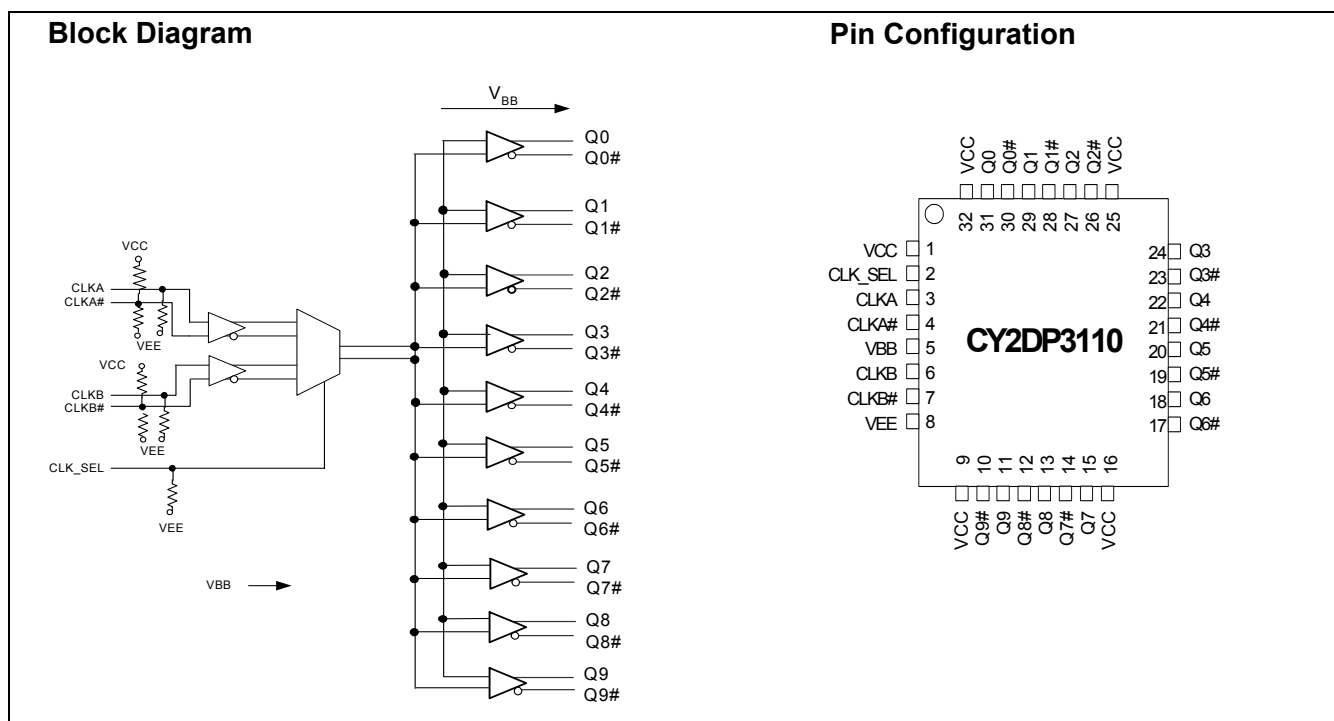 Block Diagram
V BB
Q0
Q0#
Q1
Q1#
Q2
Q2#
Q3
Q3#
Q4
Q4#
Q5
Q5#
Q6
Q6#
Q7
Q7#
Q8
Q8#
Q9
Q9#
VCC
CLKA
CLKA#
VEE
VCC
CLKB
CLKB#
VEE
CLK_SEL
VEE
VBB
Pin Configuration
VCC Q0 Q0# Q1 Q1# Q2 Q2# VCC
32 31 30 29 28 27 26 25
VCC 1
CLK_SEL 2
CLKA 3
CLKA# 4
VBB 5
CLKB 6
CLKB# 7
VEE 8
CY2DP3110
24 Q3
23 Q3#
22 Q4
21 Q4#
20 Q5
19 Q5#
18 Q6
17 Q6#
9 10 11 12 13 14 15 16
VCC Q9# Q9 Q8# Q8 Q7# Q7 VCC